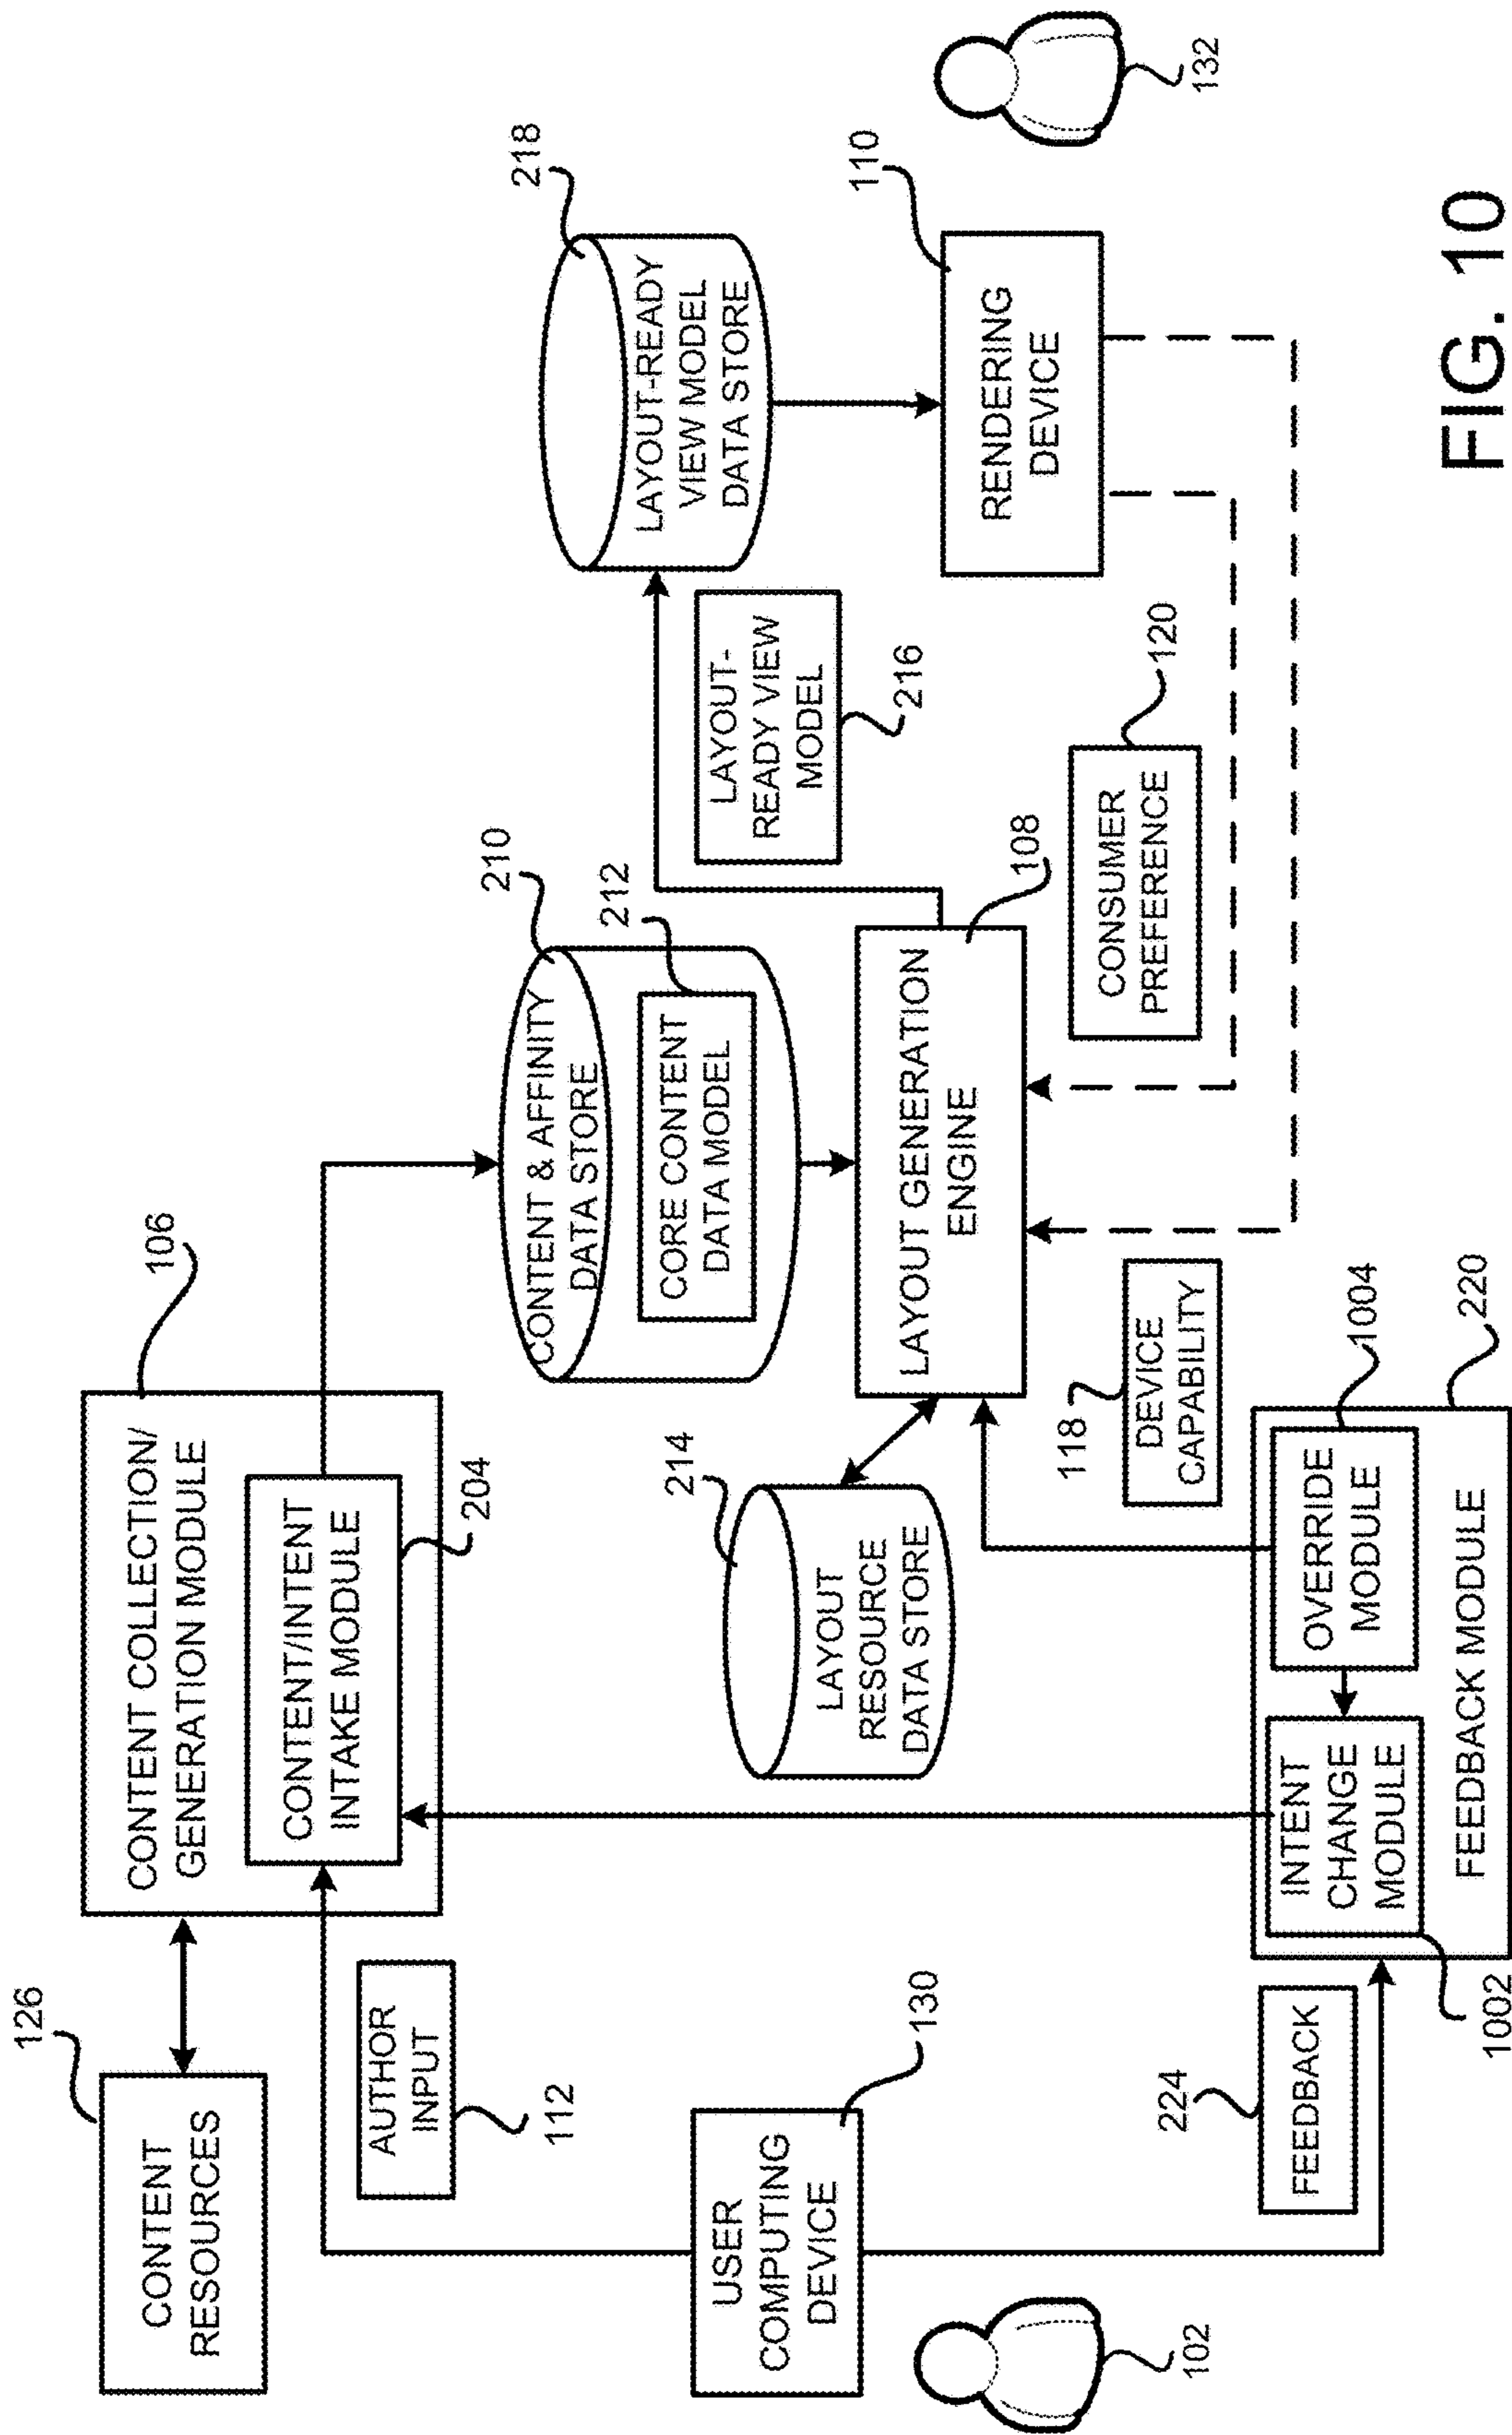 126
CONTENT
RESOURCES
106
CONTENT COLLECTION/
GENERATION MODULE
CONTENT/INTENT
INTAKE MODULE
204
AUTHOR
INPUT
112
USER
COMPUTING
DEVICE
130
102
210
CONTENT & AFFINITY
DATA STORE
212
CORE CONTENT
DATA MODEL
214
LAYOUT
RESOURCE
DATA STORE
LAYOUT GENERATION
ENGINE
108
LAYOUT-
READY VIEW
MODEL
216
218
LAYOUT-READY
VIEW MODEL
DATA STORE
110
RENDERING
DEVICE
132
CONSUMER
PREFERENCE
120
118
DEVICE
CAPABILITY
224
FEEDBACK
INTENT
CHANGE
MODULE
1002
OVERRIDE
MODULE
1004
FEEDBACK MODULE
220
FIG. 10